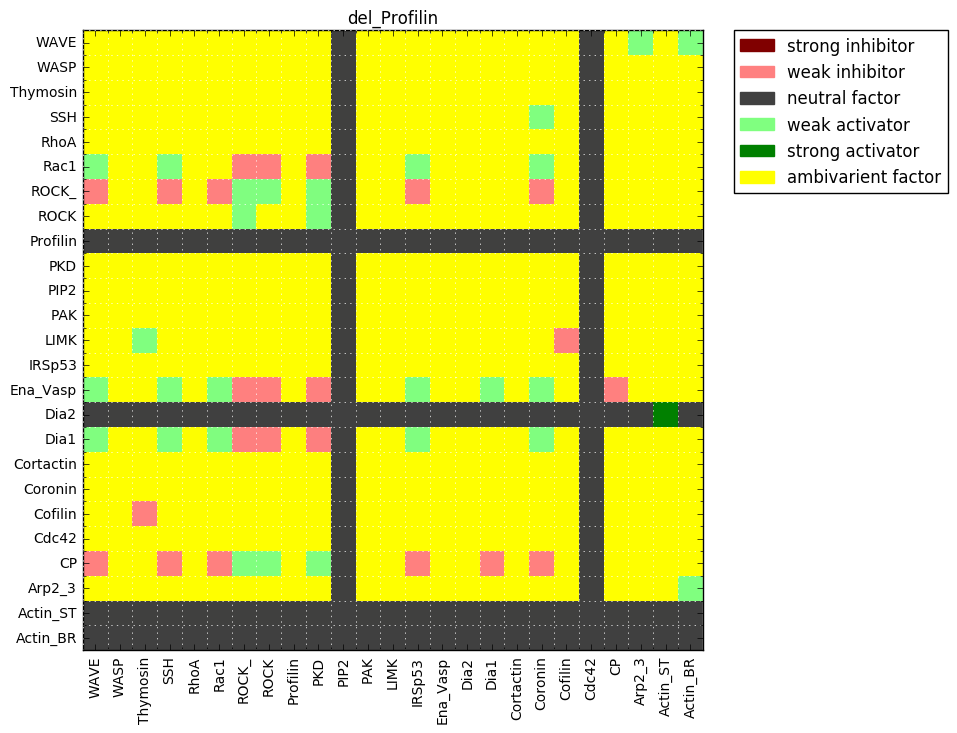 del_Profilin
WAVE
WASP
Thymosin
SSH
RhoA
Rac1
ROCK_
ROCK
Profilin
PKD
PIP2
PAK
LIMK
IRSp53
Ena_Vasp
Dia2
Dia1
Cortactin
Coronin
Cofilin
Cdc42
CP
Arp2_3
Actin_ST
Actin_BR
WAVE
WASP
Thymosin
SSH
RhoA
Rac1
ROCK_
ROCK
Profilin
PKD
PIP2
PAK
LIMK
IRSp53
Ena_Vasp
Dia2
Dia1
Cortactin
Coronin
Cofilin
Cdc42
CP
Arp2_3
Actin_ST
Actin_BR
strong inhibitor
weak inhibitor
neutral factor
weak activator
strong activator
ambivarient factor